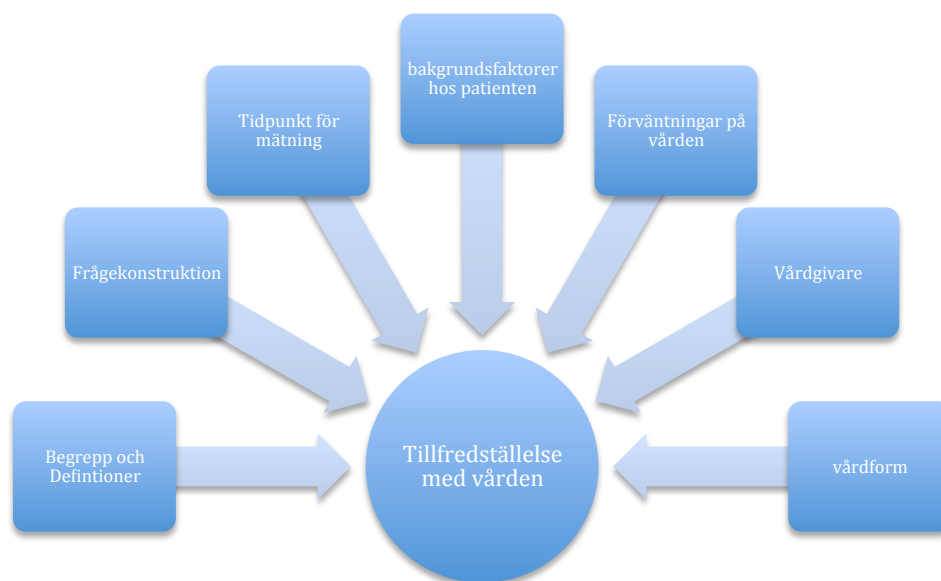 bakgrundsfaktorer
hos patienten
Tidpunkt för
mätning
Förväntningar på
vården
Frågekonstruktion
Vårdgivare
Begrepp och
Defintioner
Tillfredställelse
med vården
vårdform